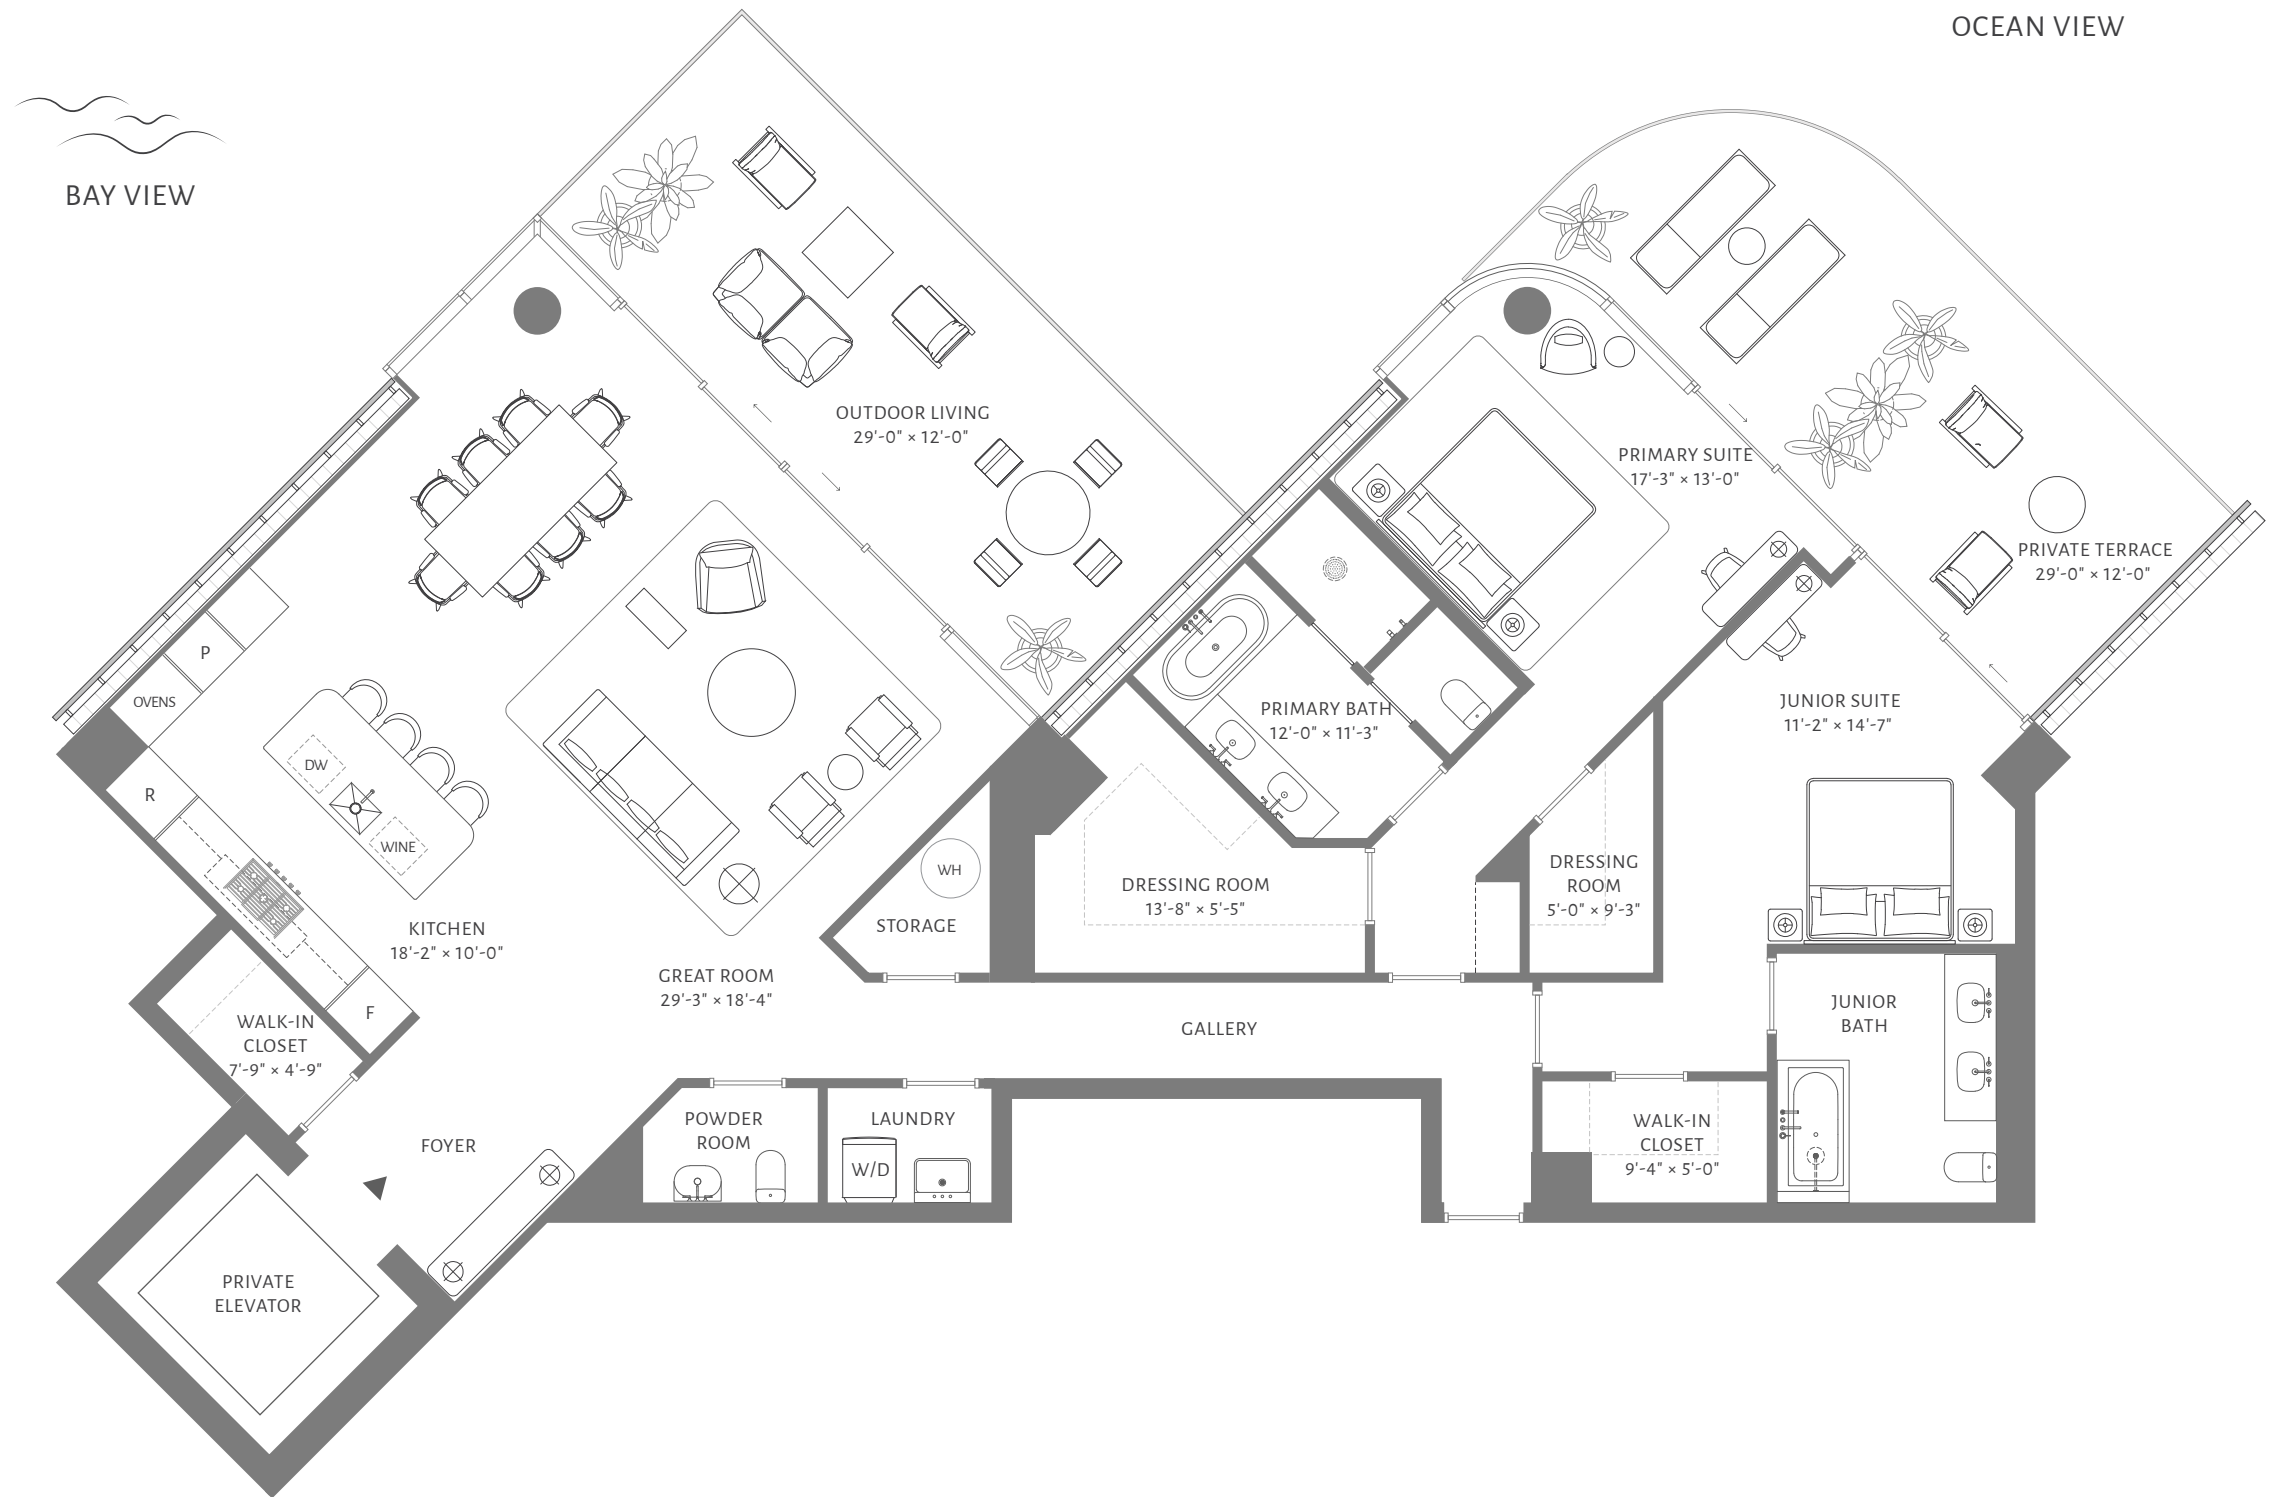 OCEAN VIEW
BAY VIEW
OUTDOOR LIVING
29'-0" × 12'-0"
PRIMARY SUITE
17'-3" × 13'-0"
PRIVATE TERRACE
29'-0" × 12'-0"
P
OVENS
JUNIOR SUITE
11'-2" × 14'-7"
PRIMARY BATH
12'-0" × 11'-3"
DW
R
WINE
WH
DRESSING ROOM
13'-8" × 5'-5"
DRESSING
ROOM
5'-0" × 9'-3"
STORAGE
KITCHEN
18'-2" × 10'-0"
GREAT ROOM
29'-3" × 18'-4"
F
WALK-IN
CLOSET
7'-9" × 4'-9"
GALLERY
JUNIOR
BATH
FOYER
POWDER
ROOM
LAUNDRY
W/D
WALK-IN
CLOSET
9'-4" × 5'-0"
PRIVATE
ELEVATOR